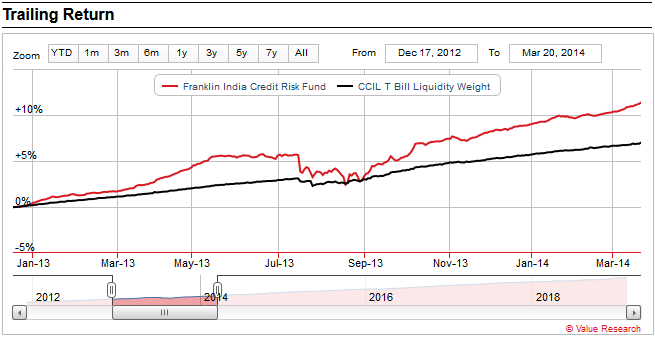 Trailing Return
Zoom YTD 1m 3m 6m 1y 3y 5y 7y All From Dec 17, 2012 To Mar 20, 2014
Franklin India Credit Risk Fund CCIL T Bill Liquidity Weight
+10%
+5%
0%
-5%
Jan-13 Mar-13 May-13 Jul-13 Sep-13 Nov-13 Jan-14 Mar-14
2012 2014 2016 2018
© Value Research